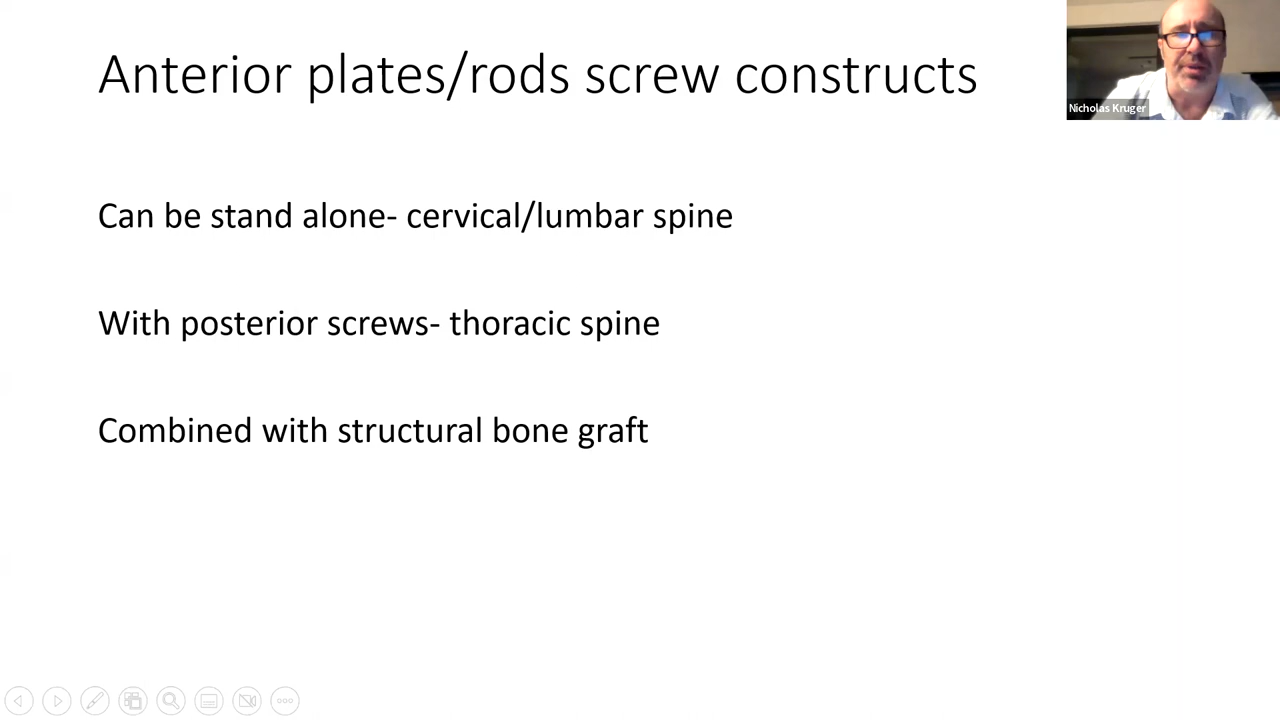 Anterior plates/rods screw constructs
Nicholas Kruger
Can be stand alone- cervical/lumbar spine
With posterior screws- thoracic spine
Combined with structural bone graft